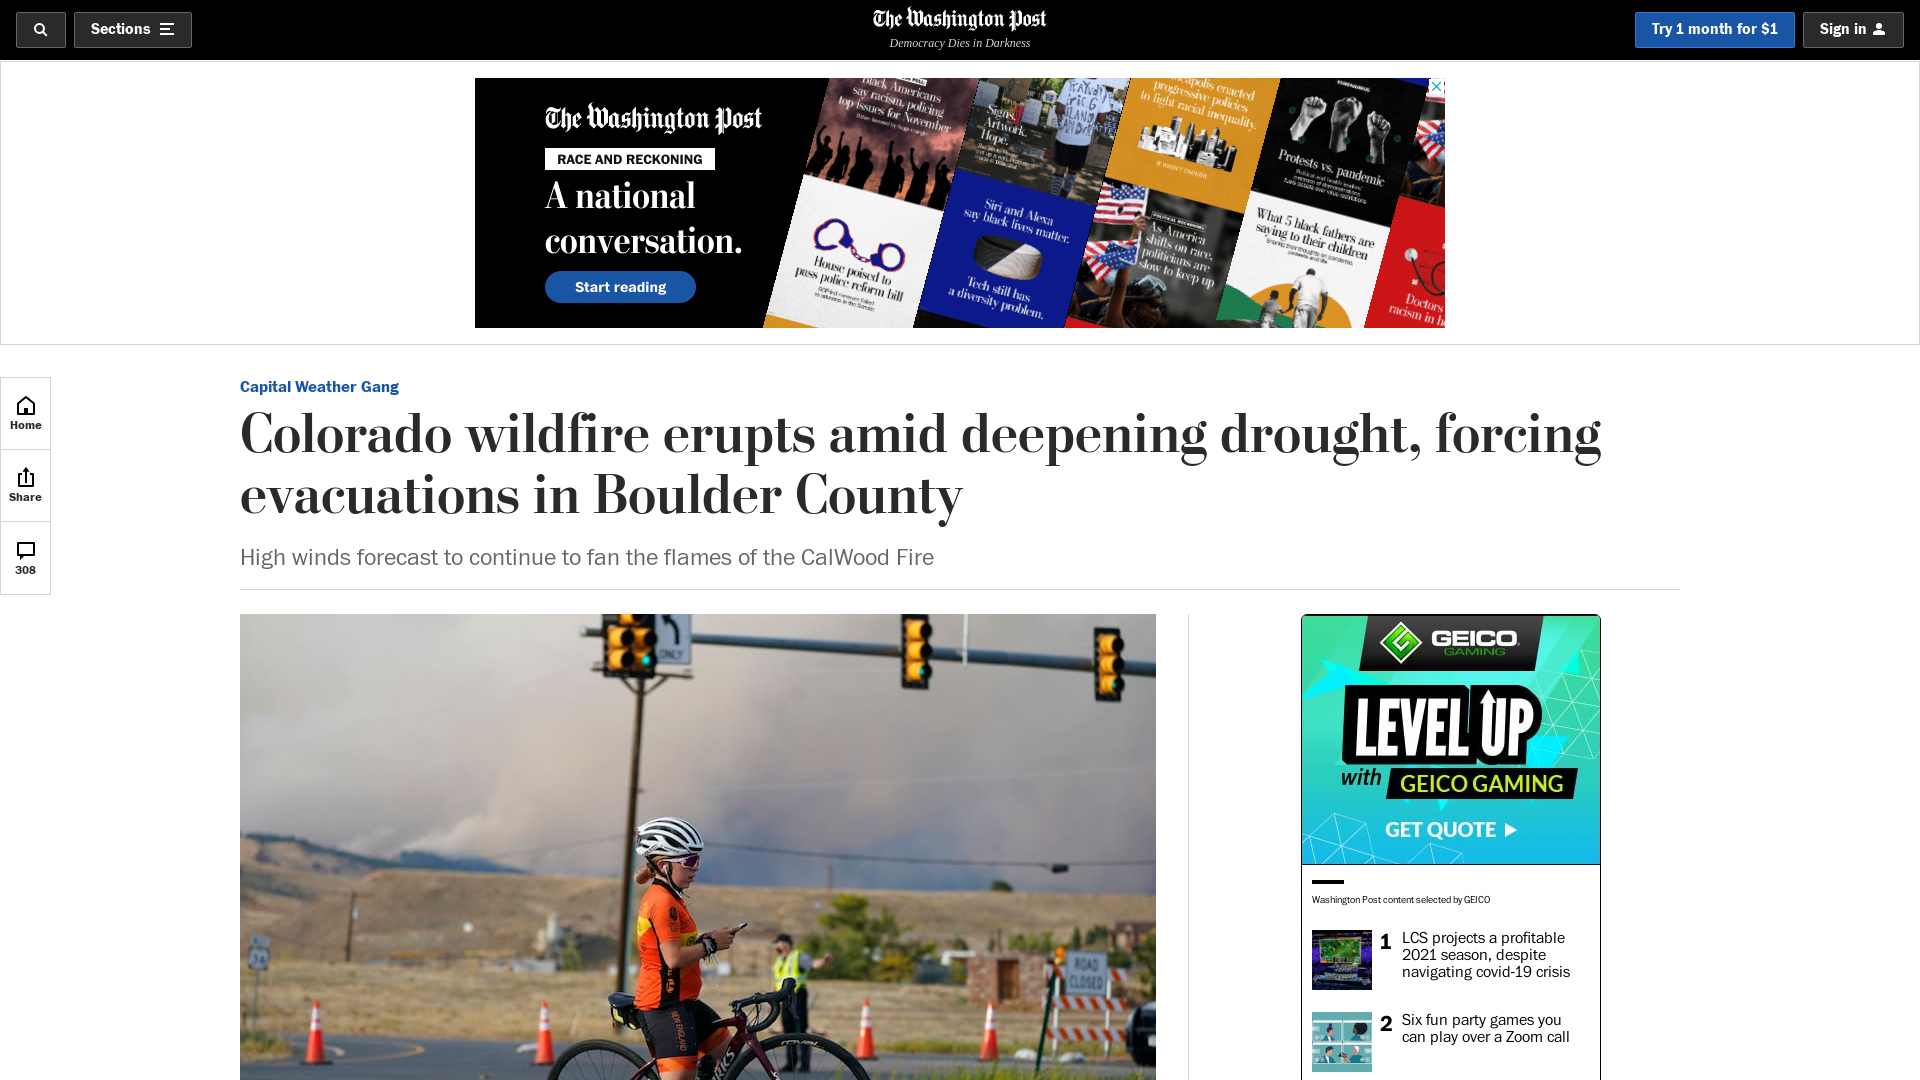 Sections
The Washington Post
Democracy Dies in Darkness
Try 1 month for $1
Sign in
The Washington Post
RACE AND RECKONING
A national
conversation.
Start reading
Black Americans
say racism, policing
top issues for November
Signs.
Artwork.
Hope.
progressive policies
to fight racial inequality.
IT WASN'T ENOUGH.
CORONAVIRUS
Protests vs. pandemic
House poised to
pass police reform bill
Siri and Alexa
say black lives matter.
Tech still has
a diversity problem.
As America
shifts on race,
politicians are
slow to keep up
What 5 black fathers are
saying to their children
Doctors
racism in
Home
Share
308
Capital Weather Gang
Colorado wildfire erupts amid deepening drought, forcing
evacuations in Boulder County
High winds forecast to continue to fan the flames of the CalWood Fire
ONLY
36
ROAD
CLOSED
NEW ENGLAND
GEICO
GAMING
LEVEL UP
with GEICO GAMING
GET QUOTE
Washington Post content selected by GEICO
1 LCS projects a profitable
2021 season, despite
navigating covid-19 crisis
2 Six fun party games you
can play over a Zoom call